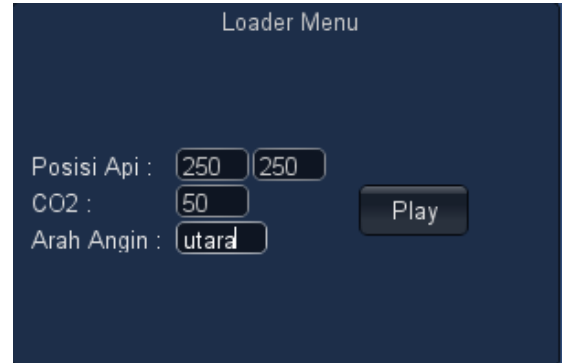 Loader Menu
Posisi Api : 250 250
CO2 : 50
Play
Arah Angin : utara